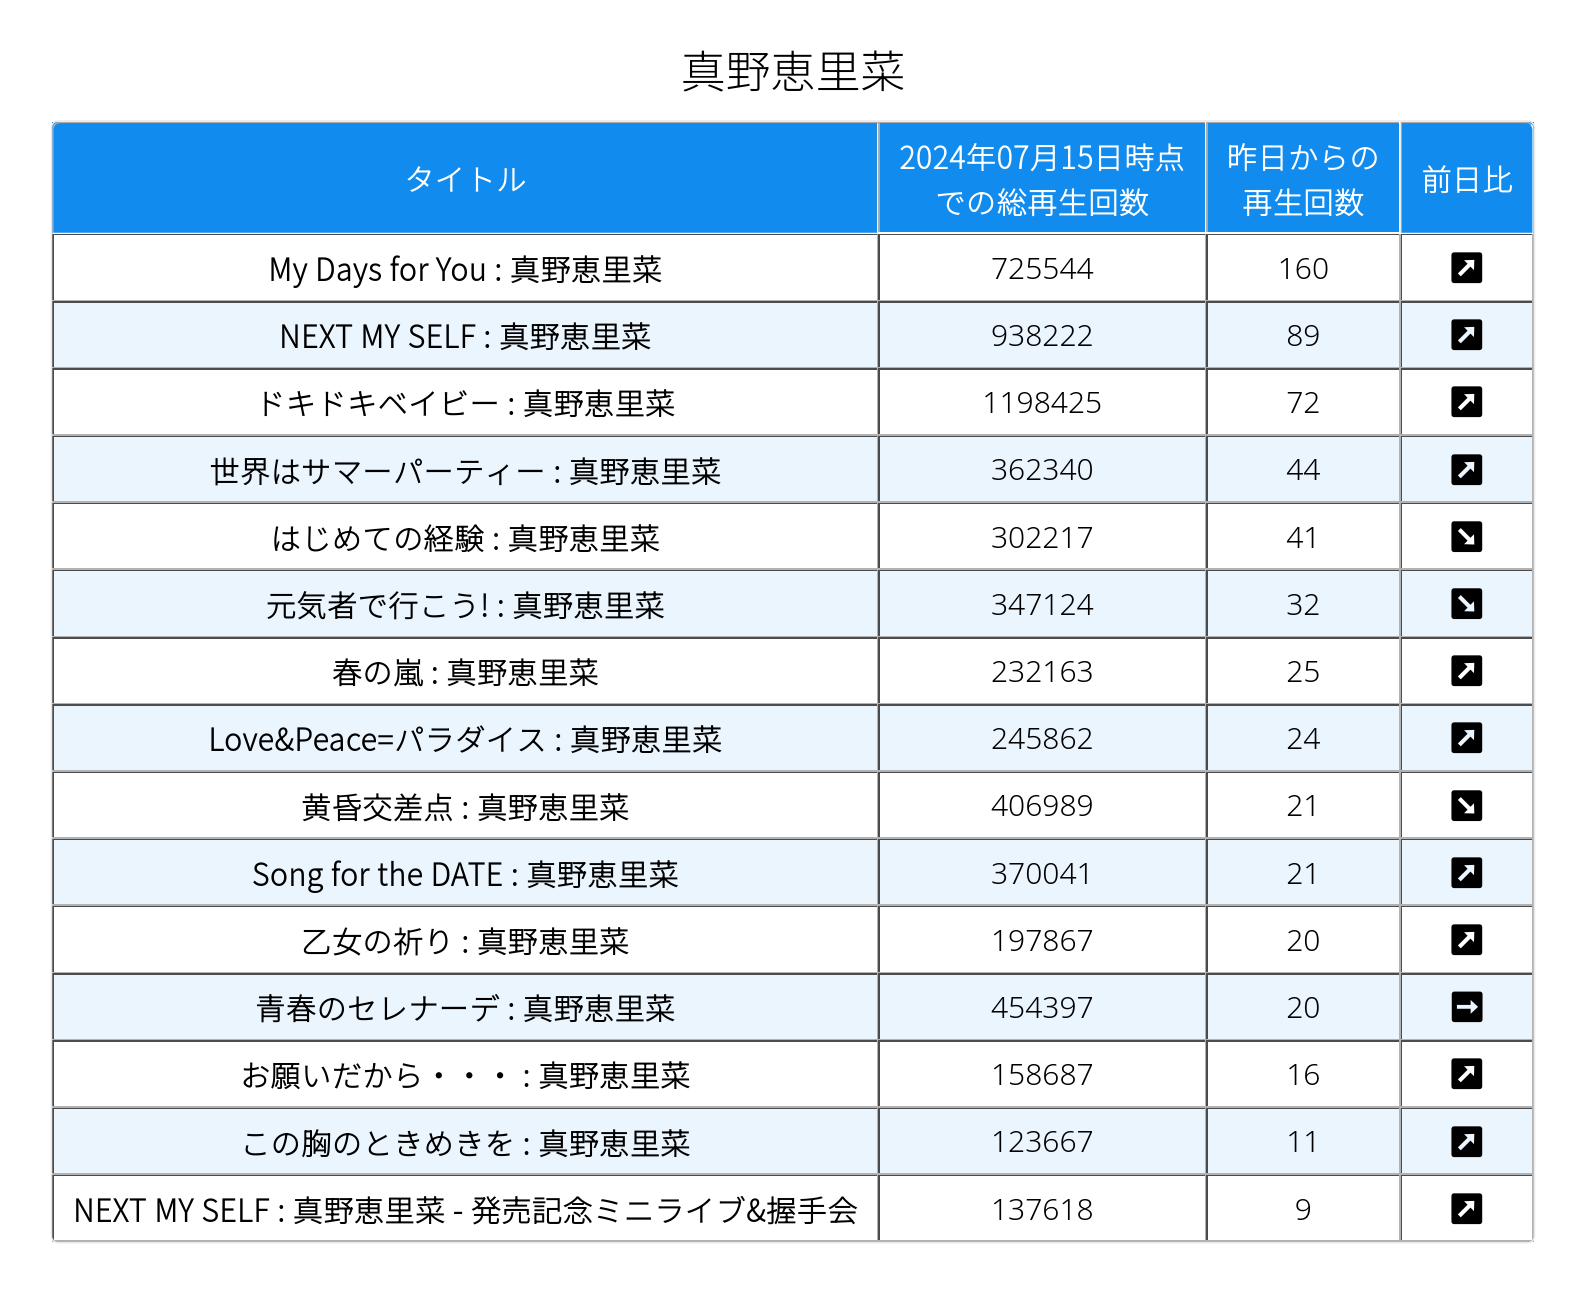 真野恵里菜
タイトル 2024年07月15日時点での総再生回数 昨日からの再生回数 前日比
My Days for You : 真野恵里菜 725544 160 ↗
NEXT MY SELF : 真野恵里菜 938222 89 ↗
ドキドキベイビー : 真野恵里菜 1198425 72 ↗
世界はサマーパーティー : 真野恵里菜 362340 44 ↗
はじめての経験 : 真野恵里菜 302217 41 ↘
元気者で行こう! : 真野恵里菜 347124 32 ↘
春の嵐 : 真野恵里菜 232163 25 ↗
Love&Peace=パラダイス : 真野恵里菜 245862 24 ↗
黄昏交差点 : 真野恵里菜 406989 21 ↘
Song for the DATE : 真野恵里菜 370041 21 ↗
乙女の祈り : 真野恵里菜 197867 20 ↗
青春のセレナーデ : 真野恵里菜 454397 20 →
お願いだから・・・ : 真野恵里菜 158687 16 ↗
この胸のときめきを : 真野恵里菜 123667 11 ↗
NEXT MY SELF : 真野恵里菜 - 発売記念ミニライブ&握手会 137618 9 ↗